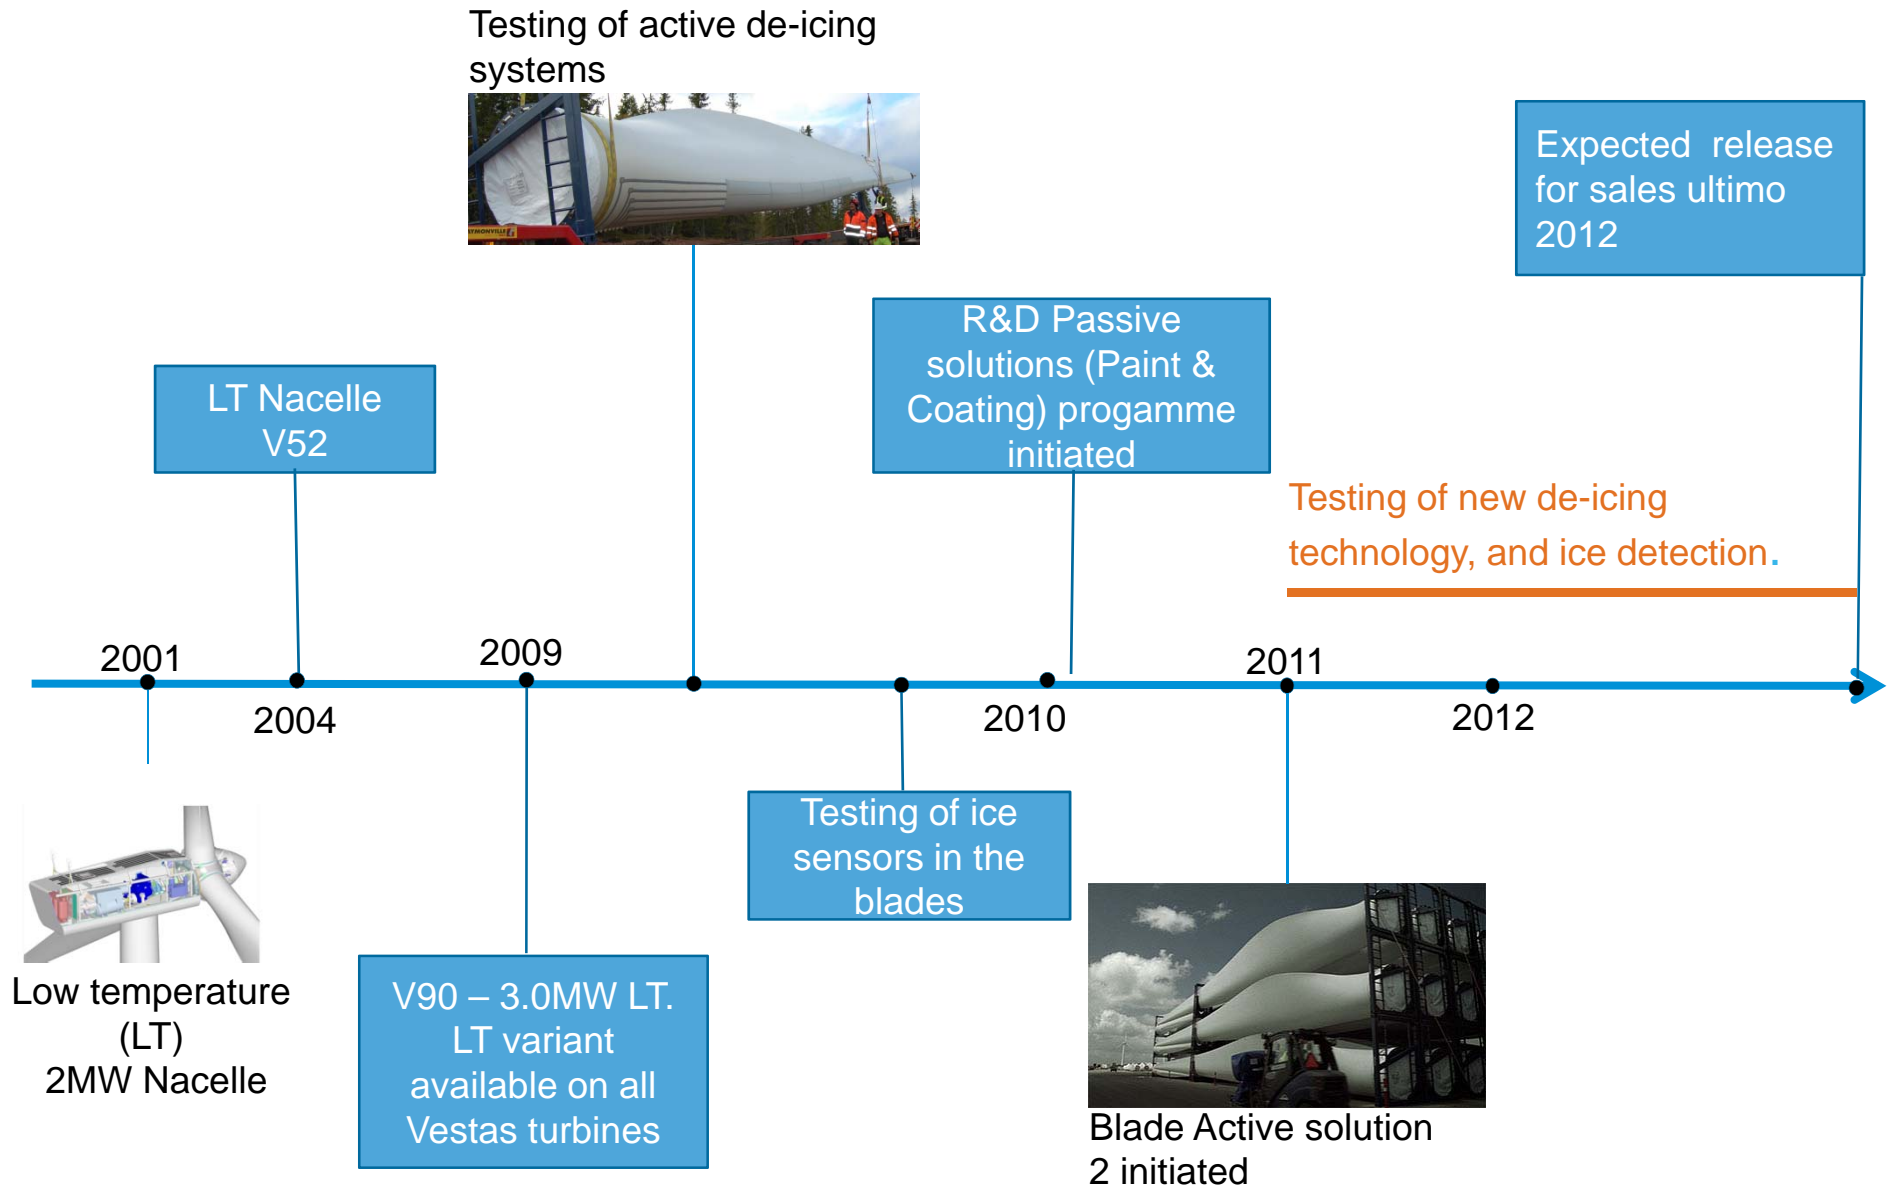 Testing of active de-icing
systems
Expected  release
for sales ultimo
2012
R&D Passive
solutions (Paint &
Coating) progamme
initiated
LT Nacelle
V52
Testing of new de-icing
technology, and ice detection.
2001
2004
2009
2010
2011
2012
Testing of ice
sensors in the
blades
Low temperature
(LT)
2MW Nacelle
V90 – 3.0MW LT.
LT variant
available on all
Vestas turbines
Blade Active solution
2 initiated